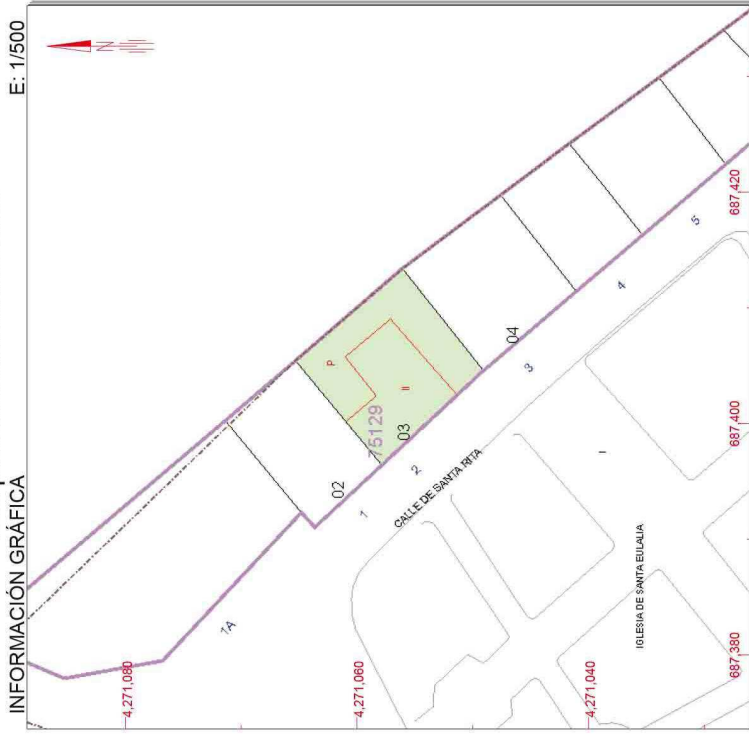 INFORMACIÓN GRÁFICA
E: 1/500
N
4,271,080
4,271,060
4,271,040
1A
1
2
3
4
5
02
75129
03
04
P
II
CALLE DE SANTA RITA
I
IGLESIA DE SANTA EULALIA
687,380
687,400
687,420